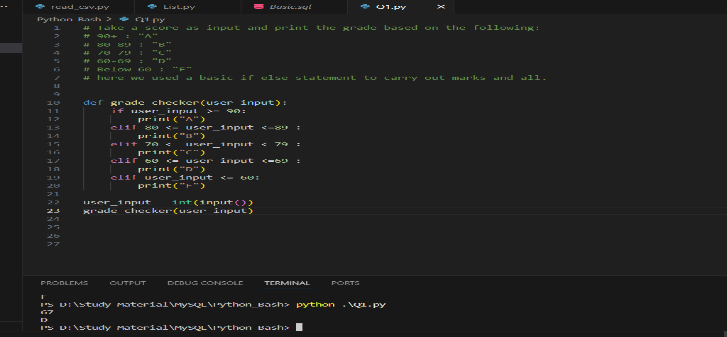 read_csv.py List.py Basic.sql Q1.py
Python_Bash > Q1.py
1 # Take a score as input and print the grade based on the following:
2 # 90+ : "A"
3 # 80-89 : "B"
4 # 70-79 : "C"
5 # 60-69 : "D"
6 # Below 60 : "F"
7 # here we used a basic if else statement to carry out marks and all.
8
9
10 def grade_checker(user_input):
11 if user_input >= 90:
12 print("A")
13 elif 80 <= user_input <=89 :
14 print("B")
15 elif 70 <= user_input < 79 :
16 print("C")
17 elif 60 <= user_input <=69 :
18 print("D")
19 elif user_input <= 60:
20 print("F")
21
22 user_input = int(input())
23 grade_checker(user_input)
24
25
26
27
PROBLEMS OUTPUT DEBUG CONSOLE TERMINAL PORTS
F
PS D:\Study Material\MySQL\Python_Bash> python .\Q1.py
67
D
PS D:\Study Material\MySQL\Python_Bash>